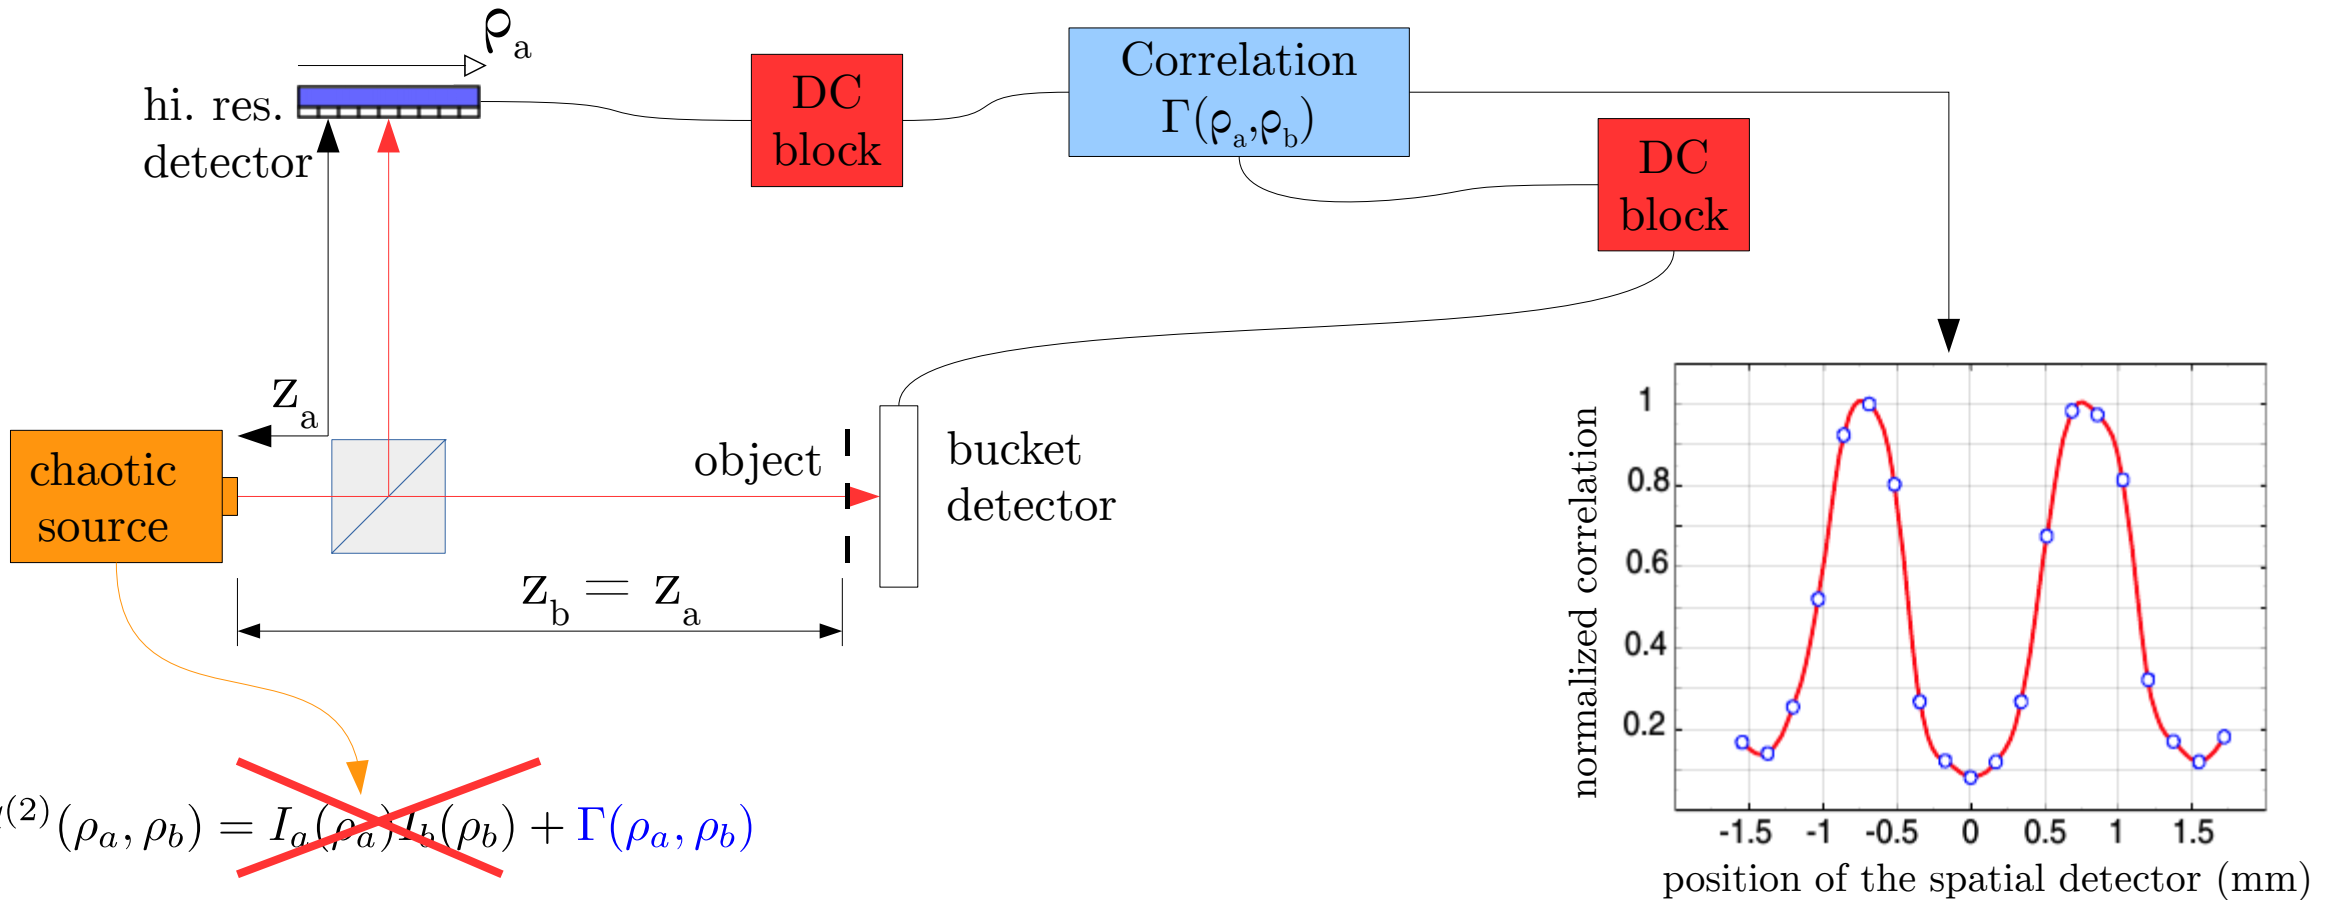 ρa
hi. res.
detector
DC
block
Correlation
Γ(ρa,ρb)
DC
block
za
chaotic
source
object
bucket
detector
zb = za
(2)(ρa, ρb) = Ia(ρa)Ib(ρb) + Γ(ρa, ρb)
normalized correlation
1
0.8
0.6
0.4
0.2
-1.5 -1 -0.5 0 0.5 1 1.5
position of the spatial detector (mm)